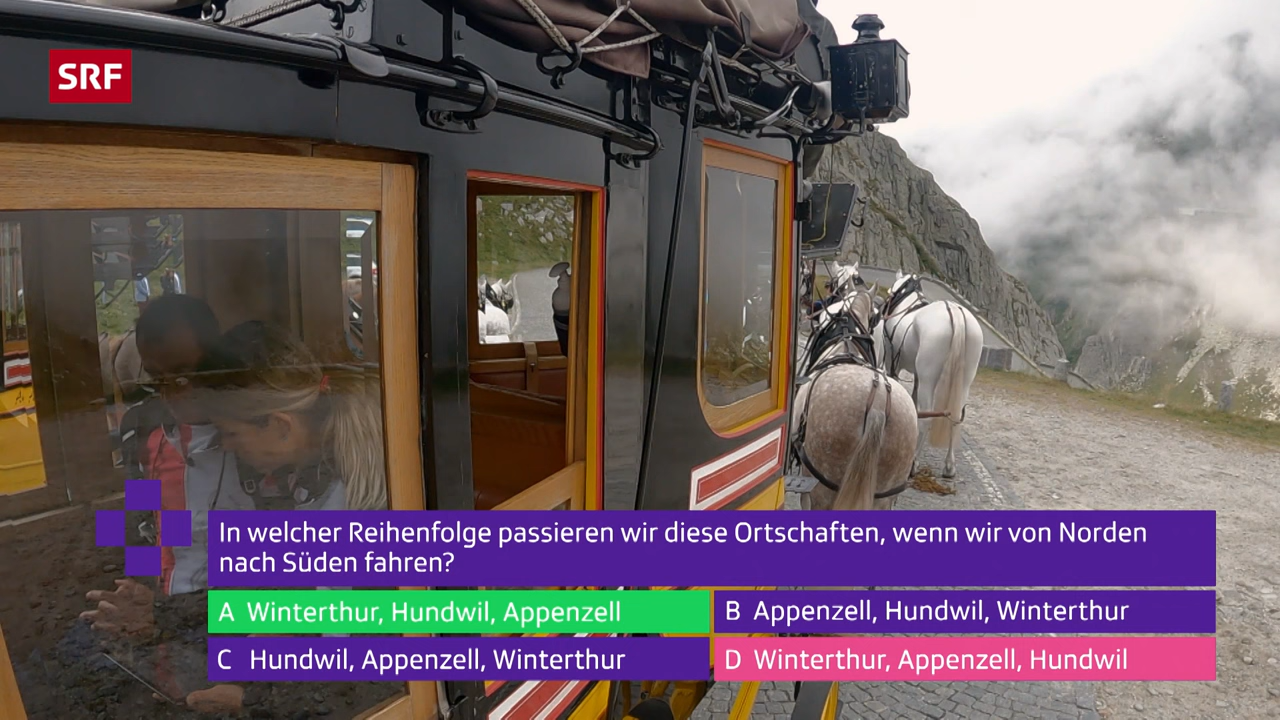 SRF
In welcher Reihenfolge passieren wir diese Ortschaften, wenn wir von Norden
nach Süden fahren?
A Winterthur, Hundwil, Appenzell
B Appenzell, Hundwil, Winterthur
C Hundwil, Appenzell, Winterthur
D Winterthur, Appenzell, Hundwil